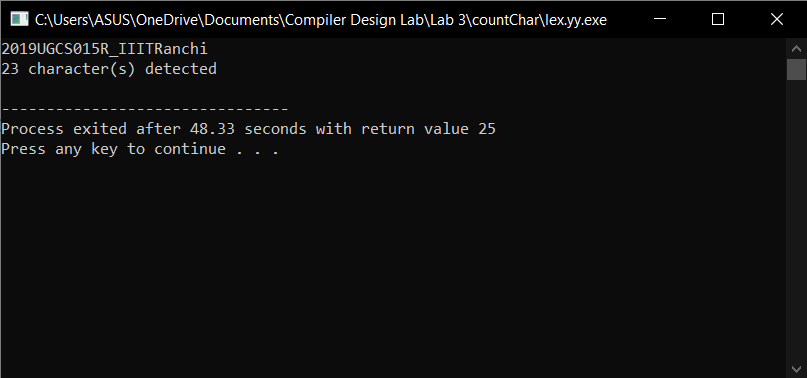 C:\Users\ASUS\OneDrive\Documents\Compiler Design Lab\Lab 3\countChar\lex.yy.exe
2019UGCS015R_IIITRanchi
23 character(s) detected
--------------------------------
Process exited after 48.33 seconds with return value 25
Press any key to continue . . .